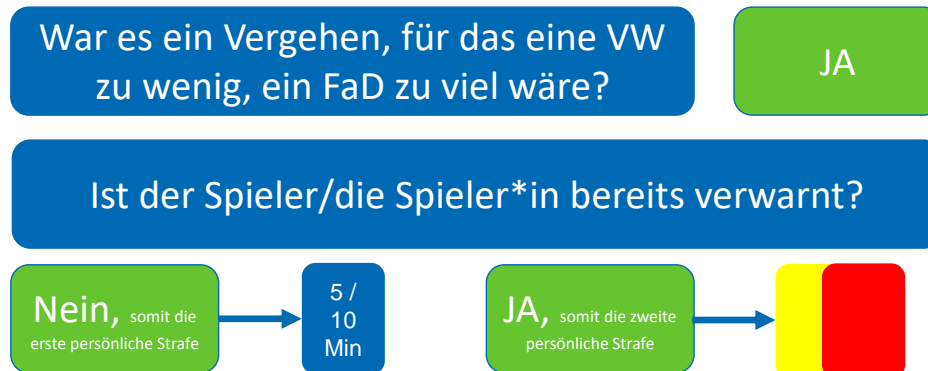 War es ein Vergehen, für das eine VW
zu wenig, ein FaD zu viel wäre?
JA
Ist der Spieler/die Spieler*in bereits verwarnt?
Nein, somit die
erste persönliche Strafe
5 /
10
Min
JA, somit die zweite
persönliche Strafe